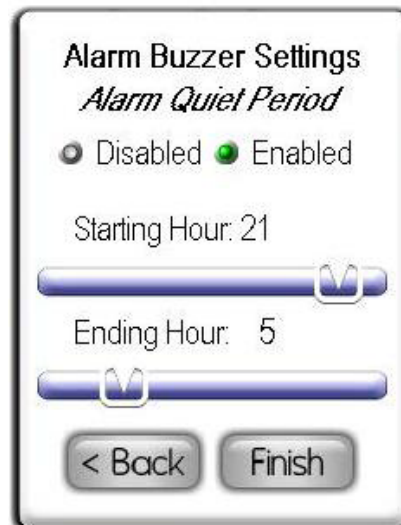 Alarm Buzzer Settings
Alarm Quiet Period
Disabled Enabled
Starting Hour: 21
Ending Hour: 5
< Back Finish